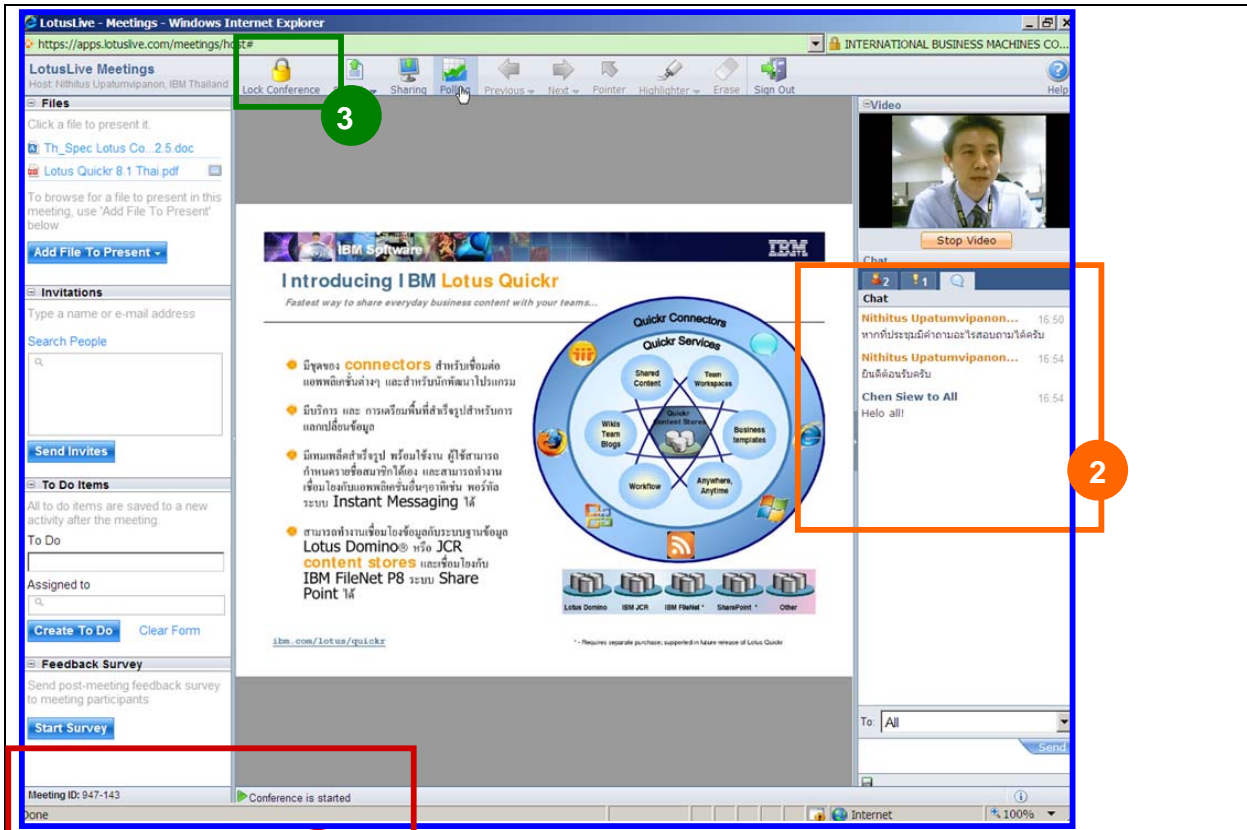 LotusLive - Meetings - Windows Internet Explorer
https://apps.lotuslive.com/meetings/host#
INTERNATIONAL BUSINESS MACHINES CO...
LotusLive Meetings
Host: Nithitus Upatumvipanon, IBM Thailand
Lock Conference
Sharing
Polling
Previous
Next
Pointer
Highlighter
Erase
Sign Out
Help
3
Files
Click a file to present it.
Th_Spec Lotus Co...2.5.doc
Lotus Quickr 8.1 Thai.pdf
To browse for a file to present in this
meeting, use 'Add File To Present'
below
Add File To Present
Invitations
Type a name or e-mail address
Search People
Send Invites
To Do Items
All to do items are saved to a new
activity after the meeting.
To Do
Assigned to
Create To Do Clear Form
Feedback Survey
Send post-meeting feedback survey
to meeting participants
Start Survey
Meeting ID: 947-143
Conference is started
Done
Internet
100%
IBM Software
IBM
Introducing IBM Lotus Quickr
Fastest way to share everyday business content with your teams...
มีชุดของ connectors สำหรับเชื่อมต่อ
แอพพลิเคชั่นต่างๆ และสำหรับนักพัฒนาโปรแกรม
มีบริการ และ การเตรียมพื้นที่สำเร็จรูปสำหรับการ
แลกเปลี่ยนข้อมูล
มีเทมเพล็ตสำเร็จรูป พร้อมใช้งาน ผู้ใช้สามารถ
กำหนดรายชื่อสมาชิกได้เอง และสามารถทำงาน
เชื่อมโยงกับแอพพลิเคชั่นอื่นๆอาทิเช่น พอร์ทัล
ระบบ Instant Messaging ได้
สามารถทำงานเชื่อมโยงข้อมูลกับระบบฐานข้อมูล
Lotus Domino® หรือ JCR
content stores และเชื่อมโยงกับ
IBM FileNet P8 ระบบ Share
Point ได้
Quickr Connectors
Quickr Services
Shared
Content
Team
Workspaces
Wikis
Team
Blogs
Quickr
Content Stores
Business
templates
Workflow
Anywhere,
Anytime
Lotus Domino
IBM JCR
IBM FileNet *
SharePoint *
Other
ibm.com/lotus/quickr
* - Requires separate purchase; supported in future release of Lotus Quickr
Video
Stop Video
Chat
2
1
Chat
Nithitus Upatumvipanon... 16:50
หากที่ประชุมมีคำถามอะไรสอบถามได้ครับ
Nithitus Upatumvipanon... 16:54
ยินดีต้อนรับครับ
Chen Siew to All 16:54
Helo all!
2
To: All
Send